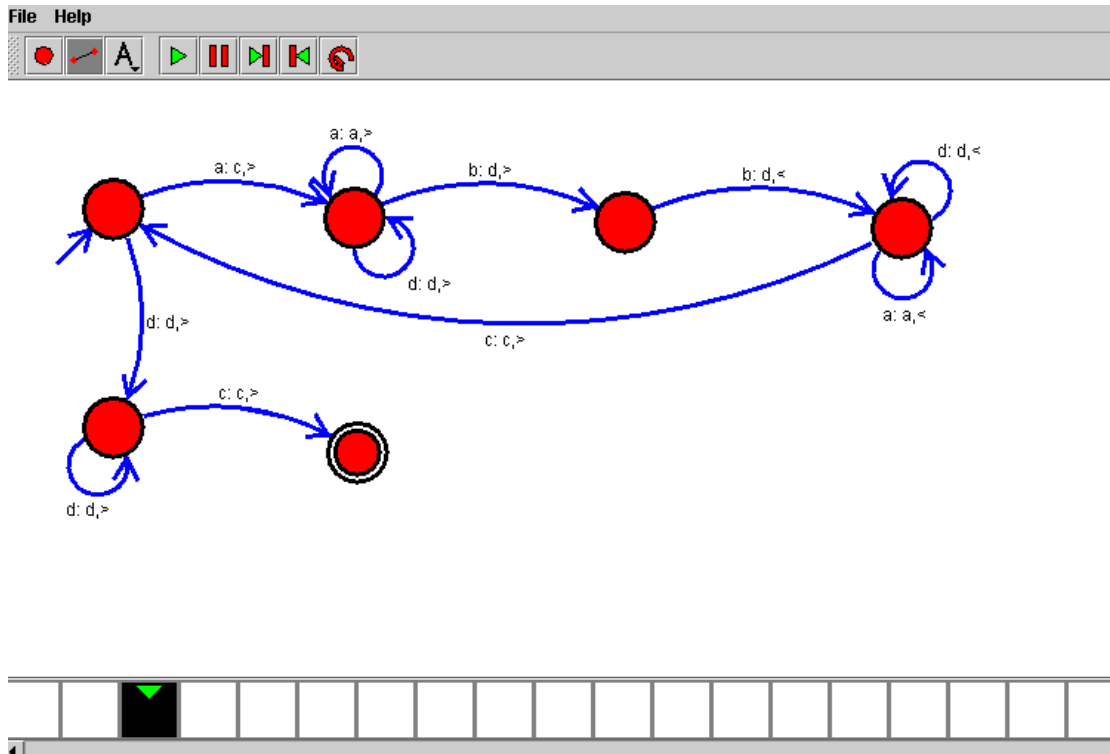 File Help
A
a: a,>
a: c,>
b: d,>
b: d,<
d: d,<
d: d,>
d: d,>
a: a,<
c: c,>
c: c,>
d: d,>